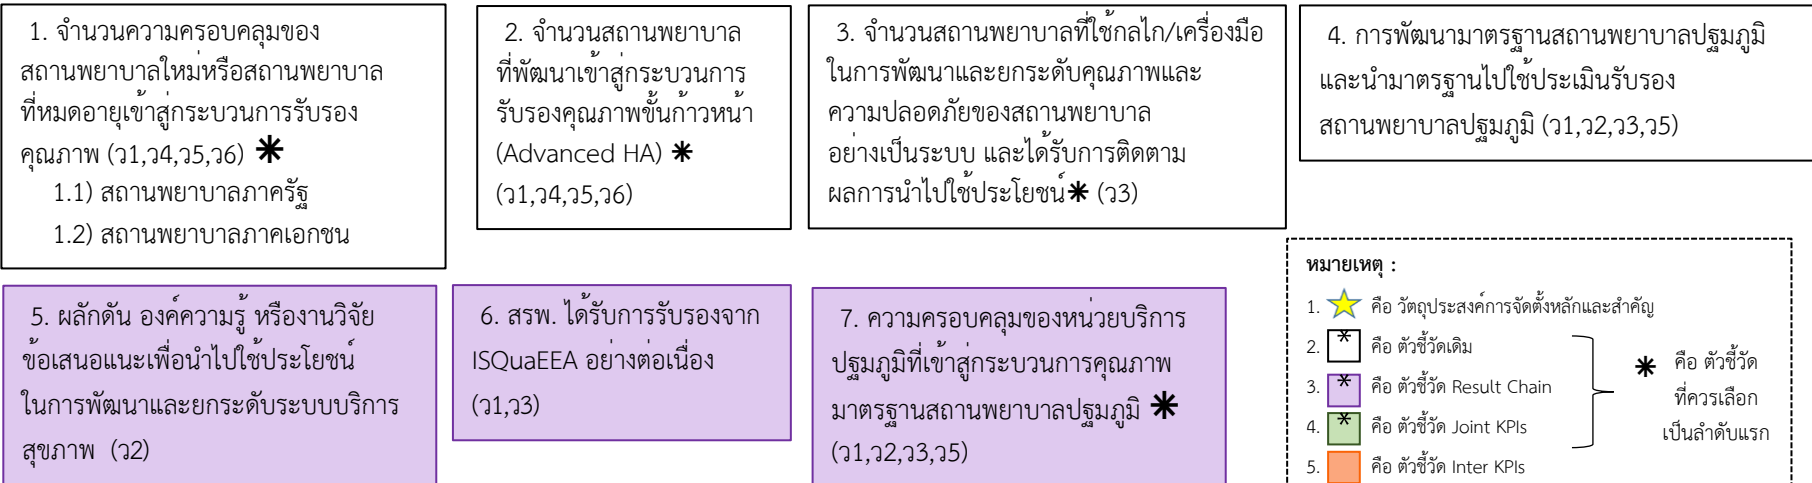 1. จำนวนความครอบคลุมของ
สถานพยาบาลใหม่หรือสถานพยาบาล
ที่หมดอายุเข้าสู่กระบวนการรับรอง
คุณภาพ (ว1,ว4,ว5,ว6) *
1.1) สถานพยาบาลภาครัฐ
1.2) สถานพยาบาลภาคเอกชน
2. จำนวนสถานพยาบาล
ที่พัฒนาเข้าสู่กระบวนการ
รับรองคุณภาพขั้นก้าวหน้า
(Advanced HA) *
(ว1,ว4,ว5,ว6)
3. จำนวนสถานพยาบาลที่ใช้กลไก/เครื่องมือ
ในการพัฒนาและยกระดับคุณภาพและ
ความปลอดภัยของสถานพยาบาล
อย่างเป็นระบบ และได้รับการติดตาม
ผลการนำไปใช้ประโยชน์* (ว3)
4. การพัฒนามาตรฐานสถานพยาบาลปฐมภูมิ
และนำมาตรฐานไปใช้ประเมินรับรอง
สถานพยาบาลปฐมภูมิ (ว1,ว2,ว3,ว5)
5. ผลักดัน องค์ความรู้ หรืองานวิจัย
ข้อเสนอแนะเพื่อนำไปใช้ประโยชน์
ในการพัฒนาและยกระดับระบบบริการ
สุขภาพ (ว2)
6. สรพ. ได้รับการรับรองจาก
ISQuaEEA อย่างต่อเนื่อง
(ว1,ว3)
7. ความครอบคลุมของหน่วยบริการ
ปฐมภูมิที่เข้าสู่กระบวนการคุณภาพ
มาตรฐานสถานพยาบาลปฐมภูมิ *
(ว1,ว2,ว3,ว5)
หมายเหตุ :
1. คือ วัตถุประสงค์การจัดตั้งหลักและสำคัญ
2. * คือ ตัวชี้วัดเดิม
3. * คือ ตัวชี้วัด Result Chain
4. * คือ ตัวชี้วัด Joint KPIs
5. คือ ตัวชี้วัด Inter KPIs
* คือ ตัวชี้วัด
ที่ควรเลือก
เป็นลำดับแรก